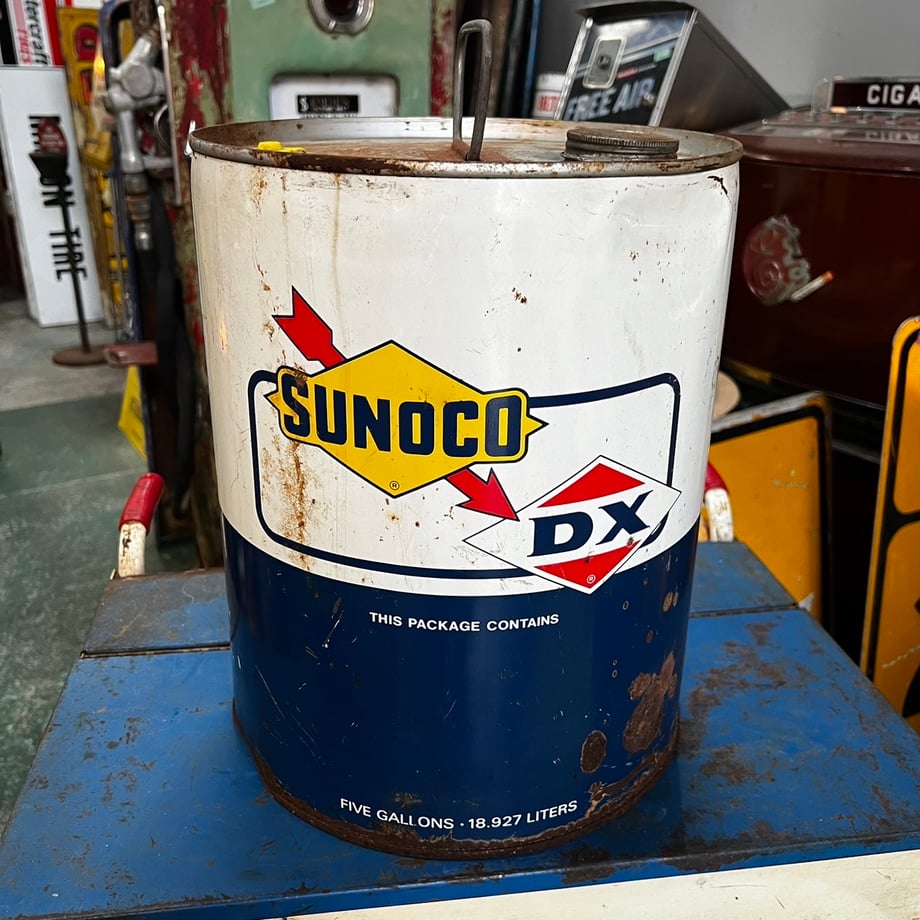 FREE AIR
CIGA
SUNOCO
®
DX
®
THIS PACKAGE CONTAINS
FIVE GALLONS · 18.927 LITERS